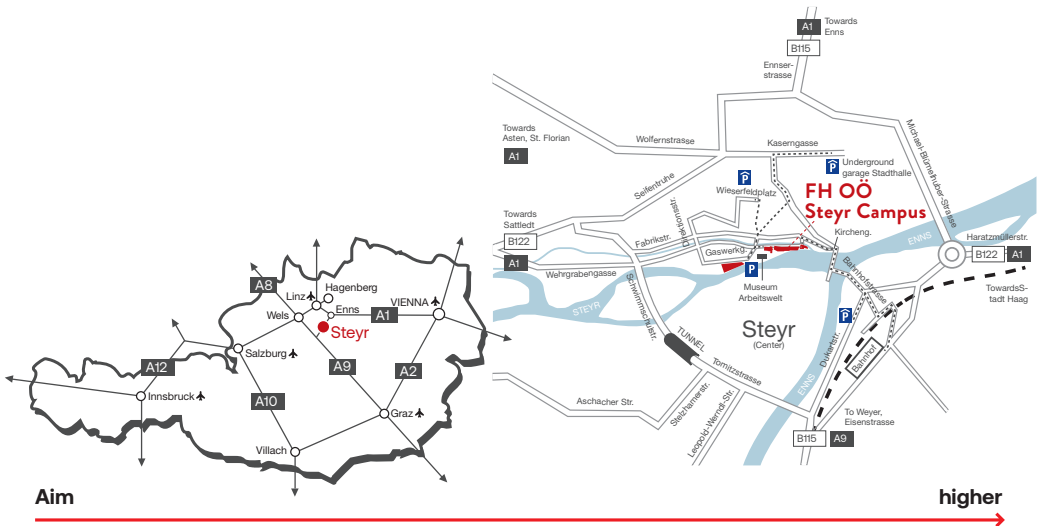 A8
Linz
Hagenberg
Enns
VIENNA
Wels
A1
Steyr
Salzburg
A9
A12
A2
Innsbruck
A10
Graz
Villach
A1
Towards
Enns
B115
Ennser-
strasse
Towards
Asten, St. Florian
A1
Wolfernstrasse
Kaserngasse
Michael-Blümelhuber-Strasse
P
Underground
garage Stadthalle
P
Wieserfeldplatz
Seifentruhe
FH OÖ
Steyr Campus
Direktionsstr.
Towards
Sattledt
B122
A1
Fabrikstr.
Gaswerkg.
Kircheng.
ENNS
Haratzmüllerstr.
B122
A1
TowardsS-
tadt Haag
Wehrgrabengasse
P
Museum
Arbeitswelt
Bahnhofstrasse
STEYR
Schwimmschulstr.
Steyr
(Center)
P
TUNNEL
Dukartstr.
Bahnhof
Tomitzstrasse
ENNS
Aschacher Str.
Stelzhamerstr.
Leopold-Werndl-Str.
To Weyer,
Eisenstrasse
B115
A9
Aim
higher